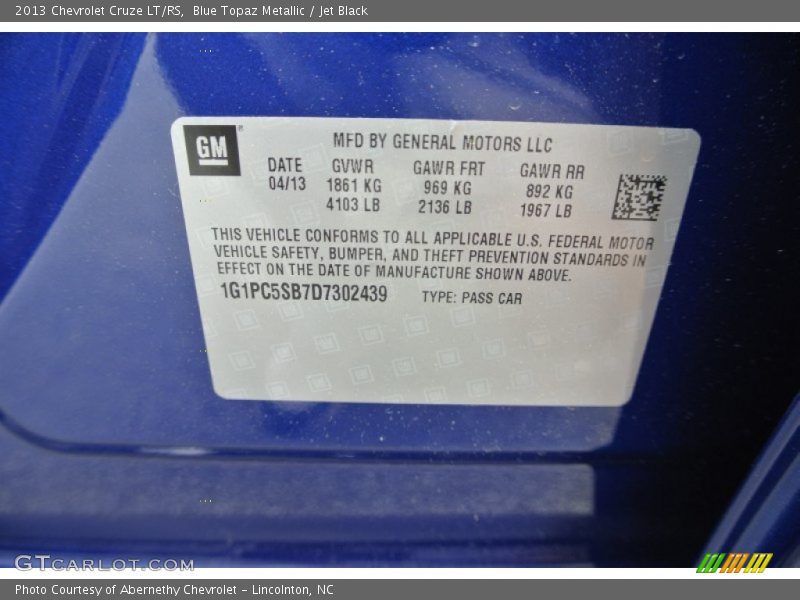 2013 Chevrolet Cruze LT/RS, Blue Topaz Metallic / Jet Black
GM®
MFD BY GENERAL MOTORS LLC
DATE GVWR GAWR FRT GAWR RR
04/13 1861 KG 969 KG 892 KG
4103 LB 2136 LB 1967 LB
THIS VEHICLE CONFORMS TO ALL APPLICABLE U.S. FEDERAL MOTOR
VEHICLE SAFETY, BUMPER, AND THEFT PREVENTION STANDARDS IN
EFFECT ON THE DATE OF MANUFACTURE SHOWN ABOVE.
1G1PC5SB7D7302439 TYPE: PASS CAR
GTCARLOT.COM
Photo Courtesy of Abernethy Chevrolet – Lincolnton, NC